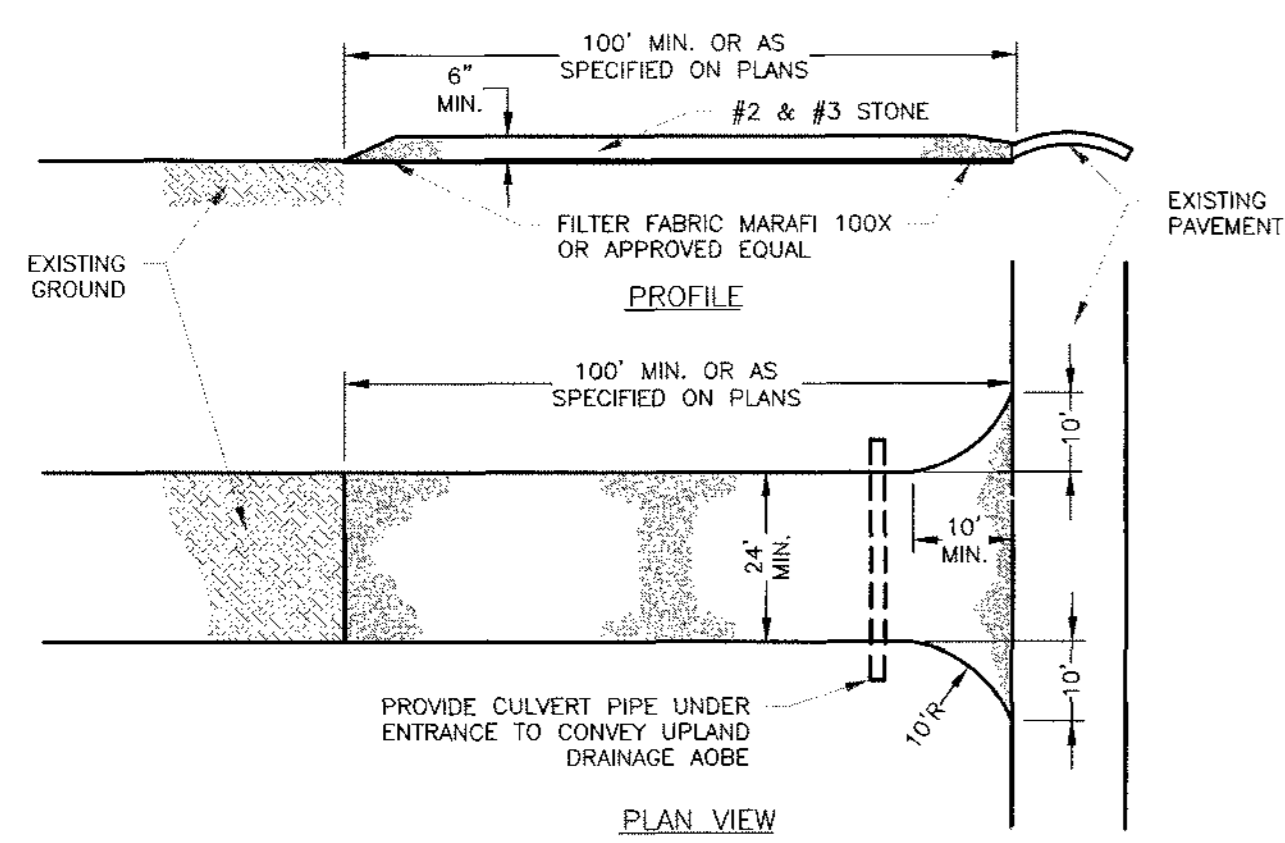 100' MIN. OR AS
SPECIFIED ON PLANS
6"
MIN.
#2 & #3 STONE
EXISTING
PAVEMENT
FILTER FABRIC MARAFI 100X
OR APPROVED EQUAL
EXISTING
GROUND
PROFILE
100' MIN. OR AS
SPECIFIED ON PLANS
10'
24'
MIN.
10'
MIN.
10'
10'R
PROVIDE CULVERT PIPE UNDER
ENTRANCE TO CONVEY UPLAND
DRAINAGE AOBE
PLAN VIEW